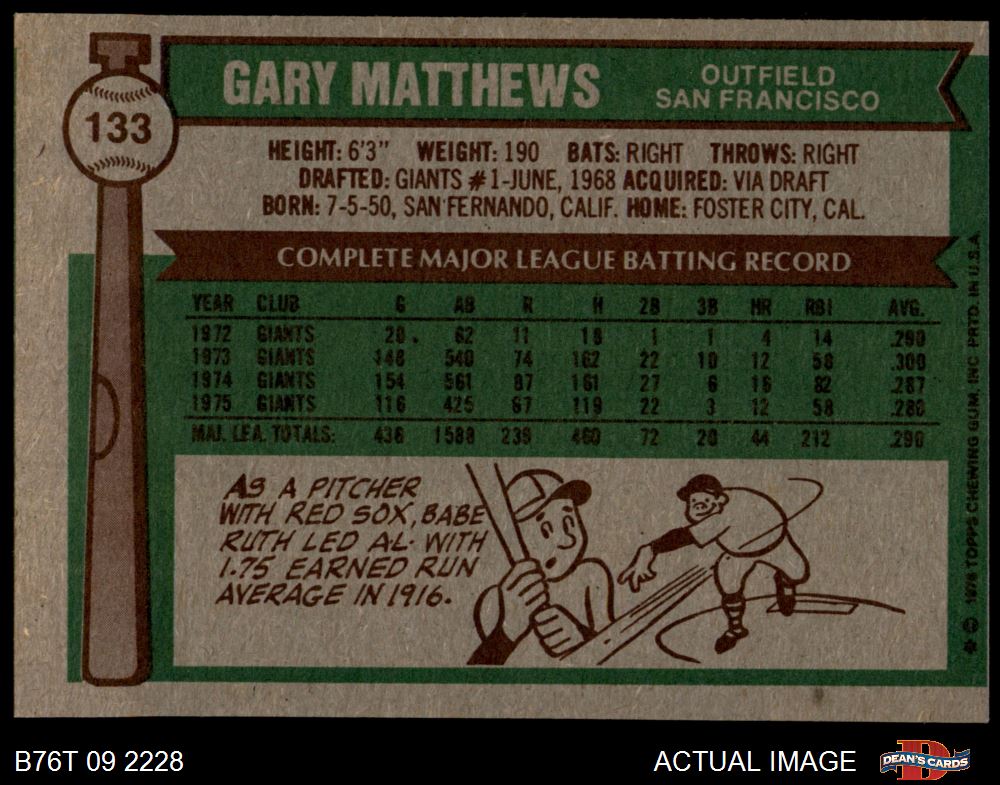 133
GARY MATTHEWS
OUTFIELD
SAN FRANCISCO
HEIGHT: 6'3" WEIGHT: 190 BATS: RIGHT THROWS: RIGHT
DRAFTED: GIANTS #1-JUNE, 1968 ACQUIRED: VIA DRAFT
BORN: 7-5-50, SAN FERNANDO, CALIF. HOME: FOSTER CITY, CAL.
COMPLETE MAJOR LEAGUE BATTING RECORD
YEAR CLUB G AB R H 2B 3B HR RBI AVG.
1972 GIANTS 20 62 11 18 1 1 4 14 .290
1973 GIANTS 148 540 74 162 22 10 12 58 .300
1974 GIANTS 154 561 87 161 27 6 16 82 .287
1975 GIANTS 116 425 67 119 22 3 12 58 .280
MAJ. LEA. TOTALS: 438 1588 239 460 72 20 44 212 .290
AS A PITCHER
WITH RED SOX, BABE
RUTH LED A.L. WITH
1.75 EARNED RUN
AVERAGE IN 1916.
* © 1976 TOPPS CHEWING GUM, INC. PRTD. IN U.S.A.
B76T 09 2228
ACTUAL IMAGE
D
DEAN'S CARDS